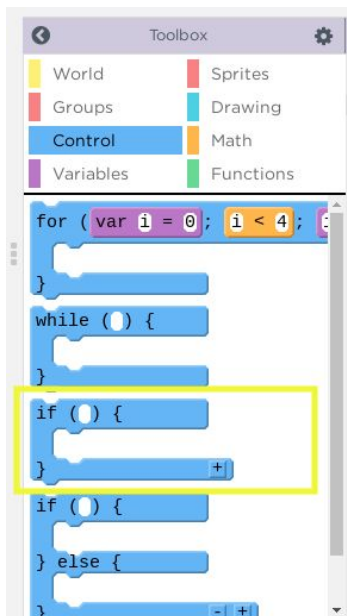 Toolbox
World Sprites
Groups Drawing
Control Math
Variables Functions
for ( var i = 0 ; i < 4 ;
}
while ( ) {
}
if ( ) {
} +
if ( ) {
} else {
} - +